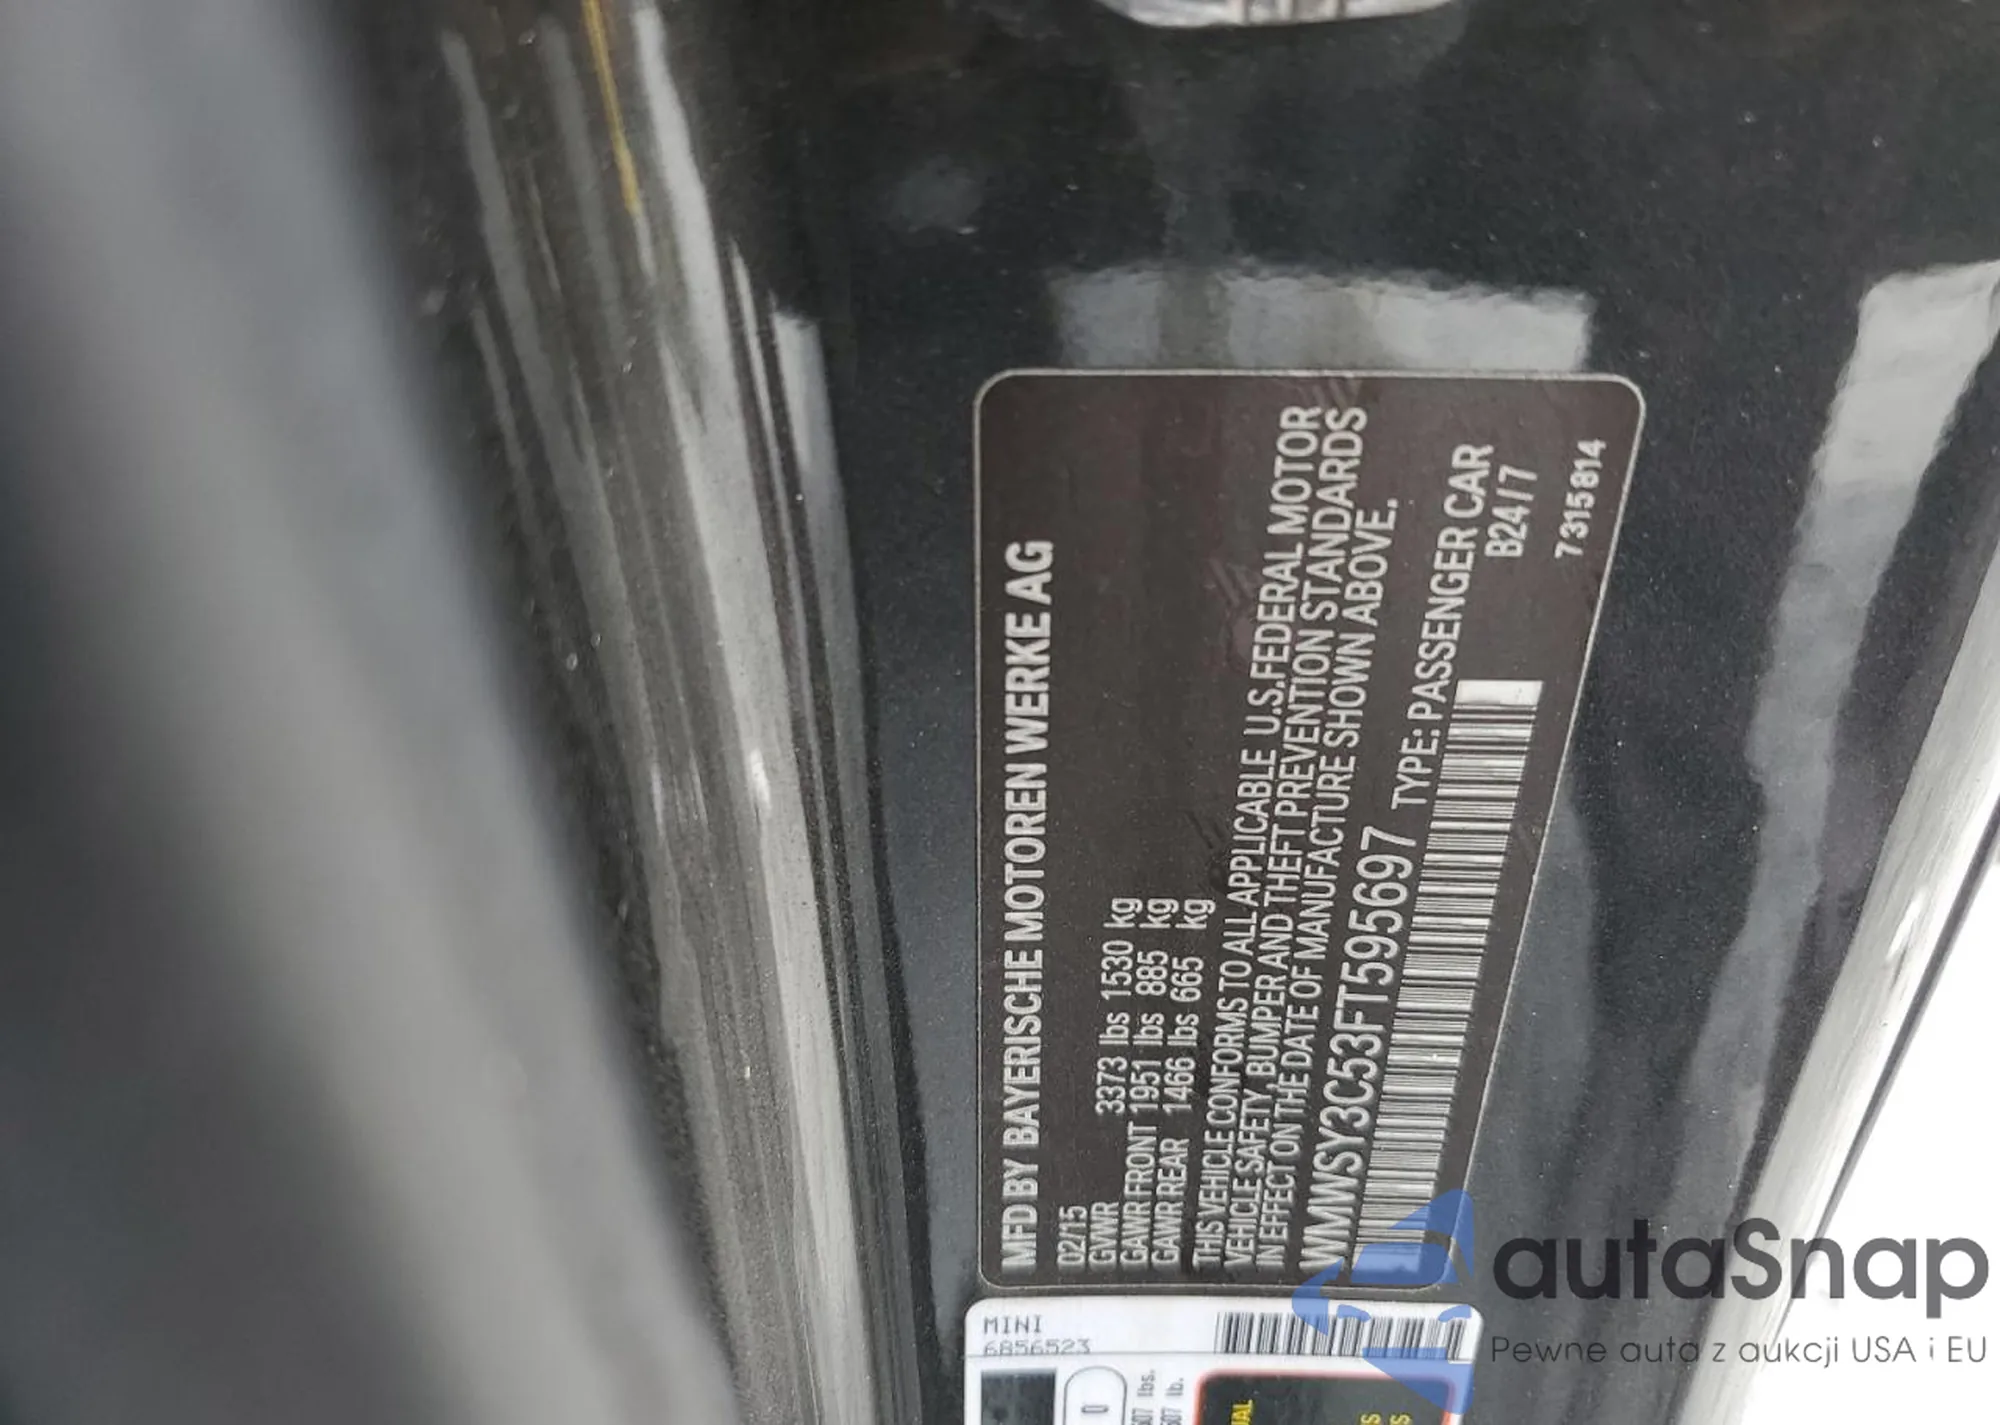 MFD BY BAYERISCHE MOTOREN WERKE AG
02/15
GVWR 3373 lbs 1530 kg
GAWR FRONT 1951 lbs 885 kg
GAWR REAR 1466 lbs 665 kg
THIS VEHICLE CONFORMS TO ALL APPLICABLE U.S.FEDERAL MOTOR
VEHICLE SAFETY, BUMPER AND THEFT PREVENTION STANDARDS
IN EFFECT ON THE DATE OF MANUFACTURE SHOWN ABOVE.
WMWSY3C53FT595697 TYPE: PASSENGER CAR
B24/7
7315814
MINI
6856523
0
lbs.
lb.
autaSnap
Pewne auta z aukcji USA i EU